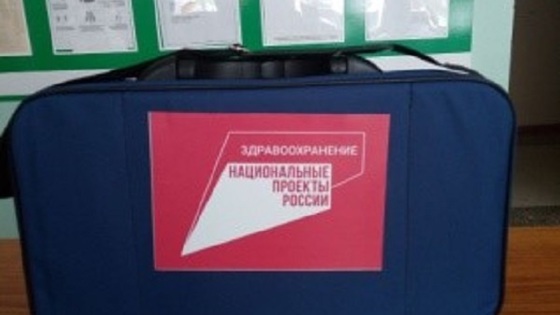 ЗДРАВООХРАНЕНИЕ
НАЦИОНАЛЬНЫЕ
ПРОЕКТЫ
РОССИИ